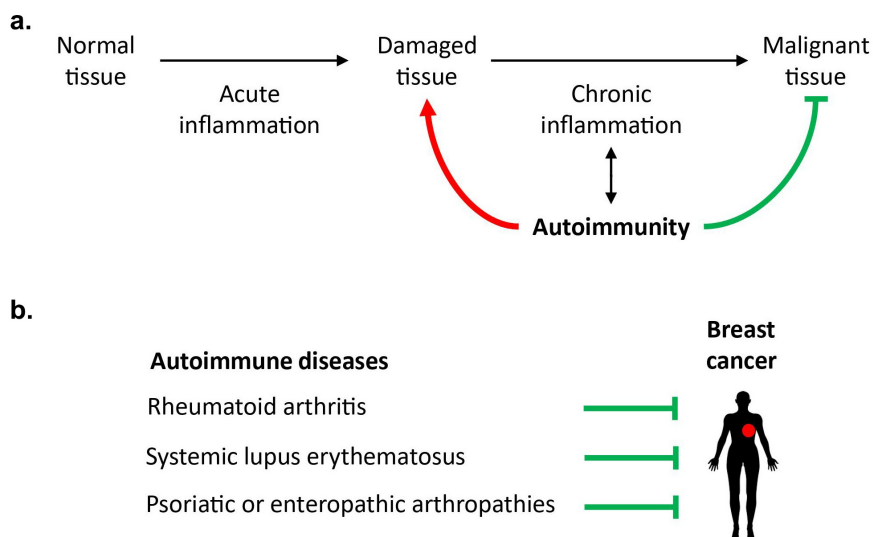 a.
Normal
tissue
Acute
inflammation
Damaged
tissue
Chronic
inflammation
Malignant
tissue
Autoimmunity
b.
Autoimmune diseases
Breast
cancer
Rheumatoid arthritis
Systemic lupus erythematosus
Psoriatic or enteropathic arthropathies